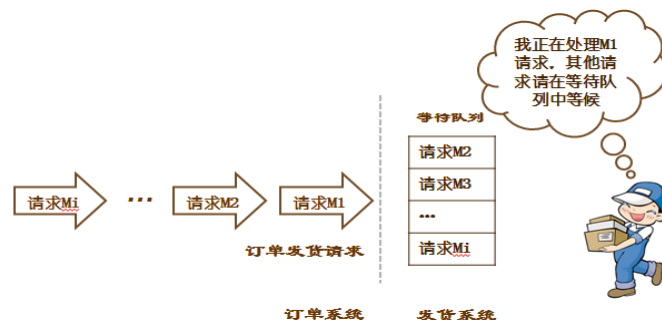 我正在处理M1
请求，其他请
求请在等待队
列中等候
等待队列
请求M2
请求M3
…
请求Mi
请求Mi
…
请求M2
请求M1
订单发货请求
订单系统
发货系统